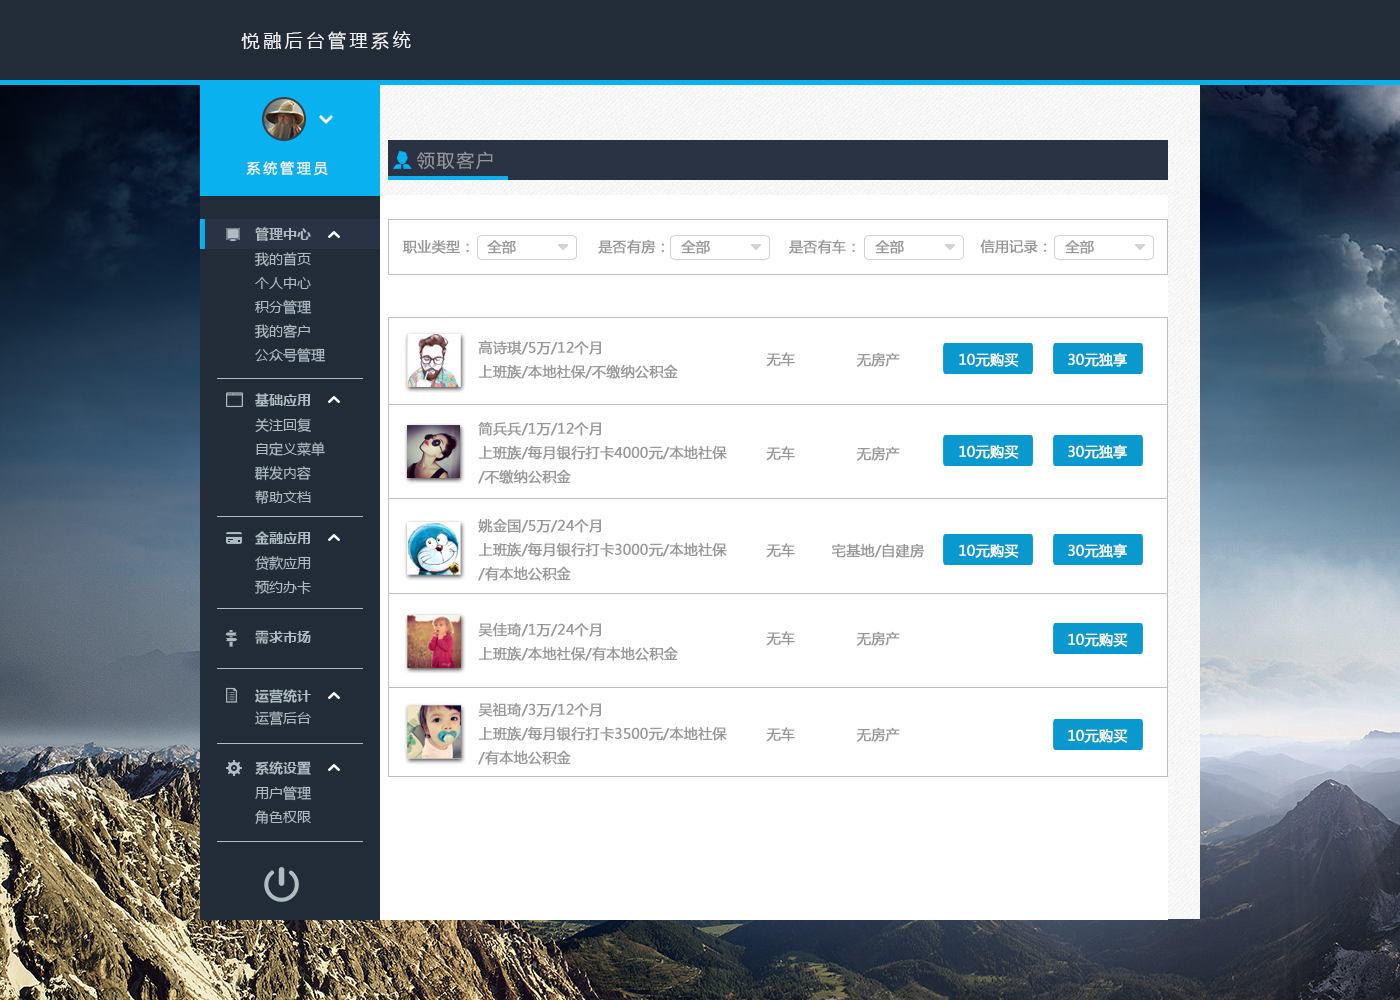 悦融后台管理系统
系统管理员
管理中心
我的首页
个人中心
积分管理
我的客户
公众号管理
基础应用
关注回复
自定义菜单
群发内容
帮助文档
金融应用
贷款应用
预约办卡
需求市场
运营统计
运营后台
系统设置
用户管理
角色权限
领取客户
职业类型： 全部 是否有房： 全部 是否有车： 全部 信用记录： 全部
高诗琪/5万/12个月
上班族/本地社保/不缴纳公积金
无车 无房产 10元购买 30元独享
简兵兵/1万/12个月
上班族/每月银行打卡4000元/本地社保
/不缴纳公积金
无车 无房产 10元购买 30元独享
姚金国/5万/24个月
上班族/每月银行打卡3000元/本地社保
/有本地公积金
无车 宅基地/自建房 10元购买 30元独享
吴佳琦/1万/24个月
上班族/本地社保/有本地公积金
无车 无房产 10元购买
吴祖琦/3万/12个月
上班族/每月银行打卡3500元/本地社保
/有本地公积金
无车 无房产 10元购买